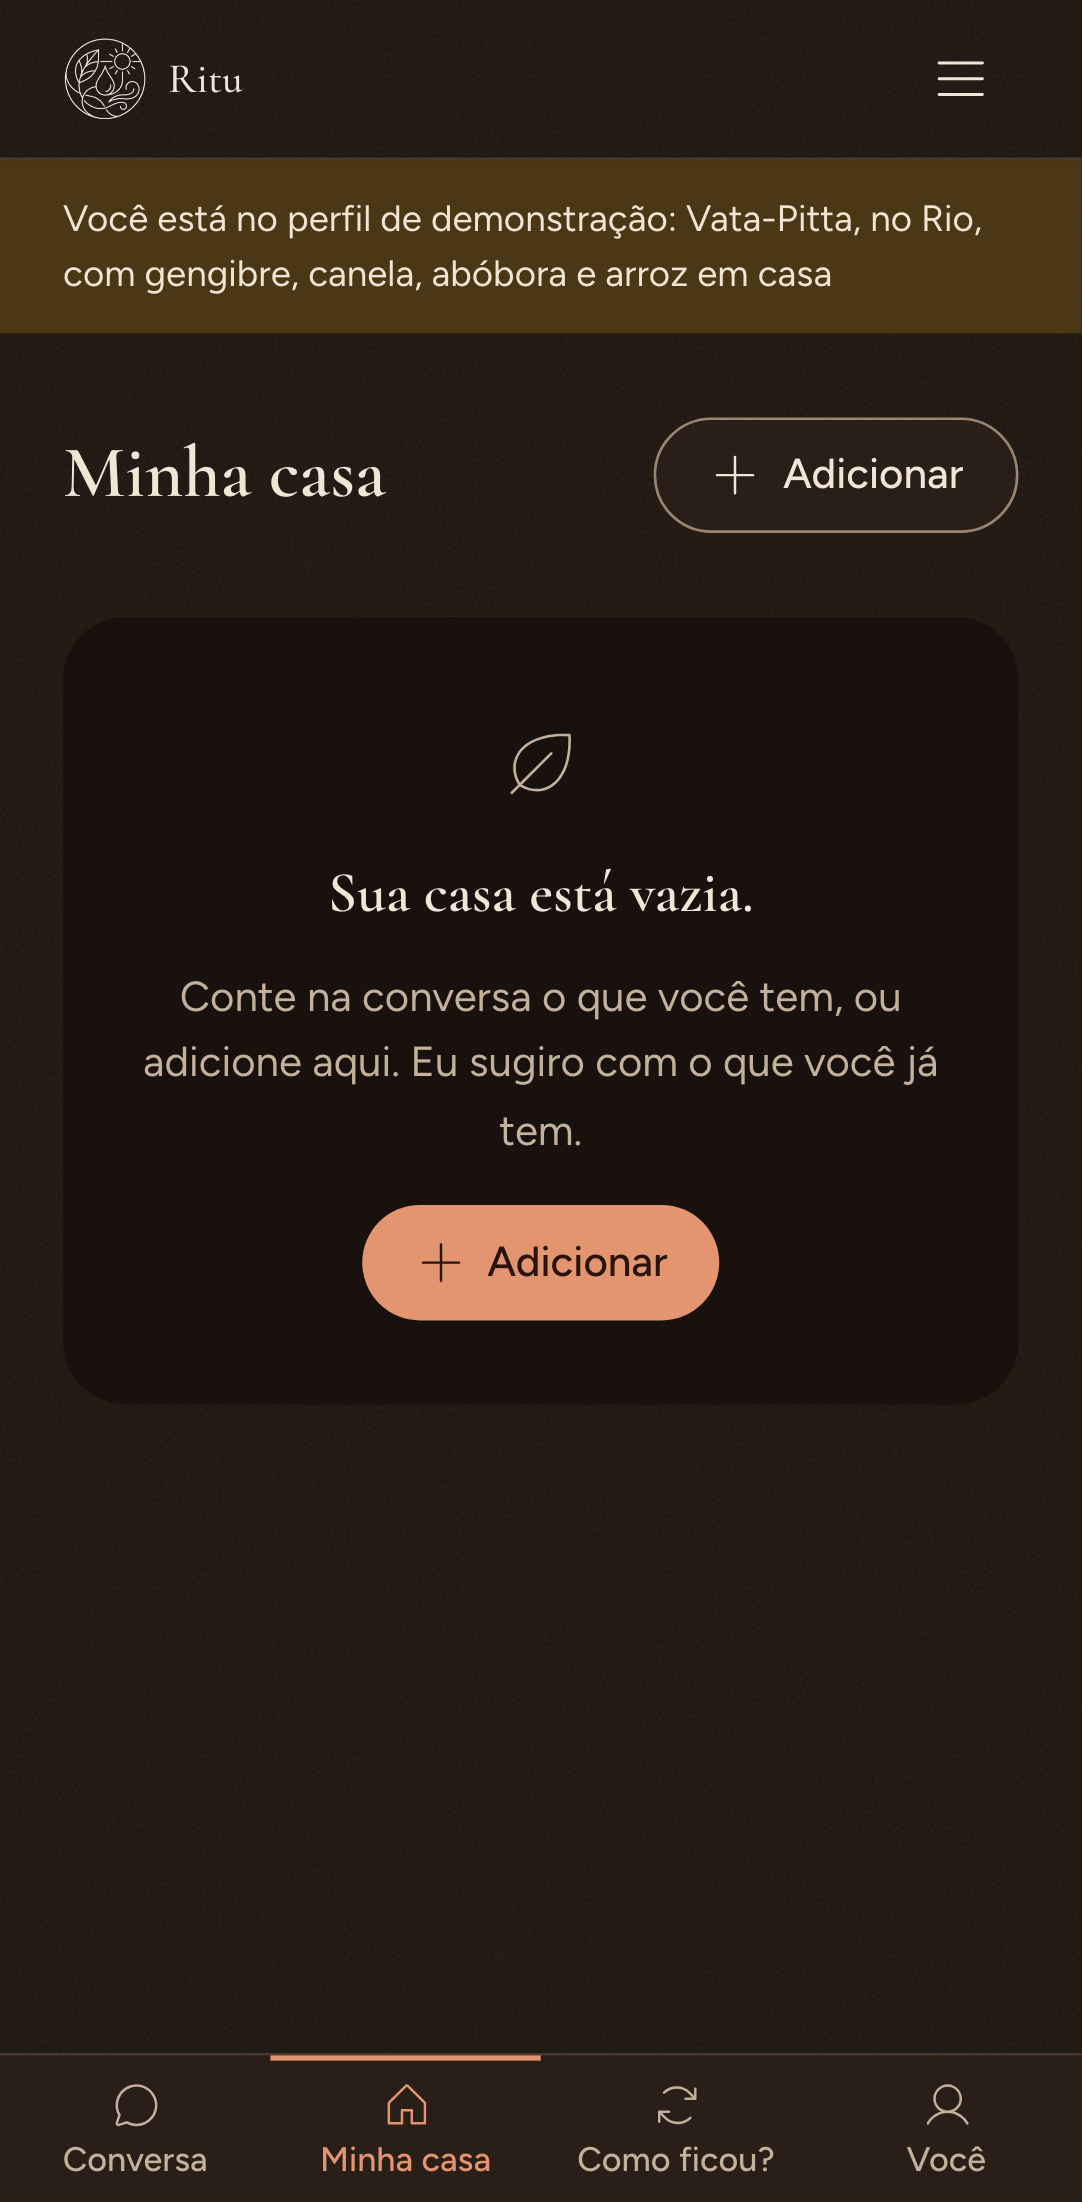 Ritu
Você está no perfil de demonstração: Vata-Pitta, no Rio,
com gengibre, canela, abóbora e arroz em casa
Minha casa
Adicionar
Sua casa está vazia.
Conte na conversa o que você tem, ou
adicione aqui. Eu sugiro com o que você já
tem.
Adicionar
Conversa
Minha casa
Como ficou?
Você